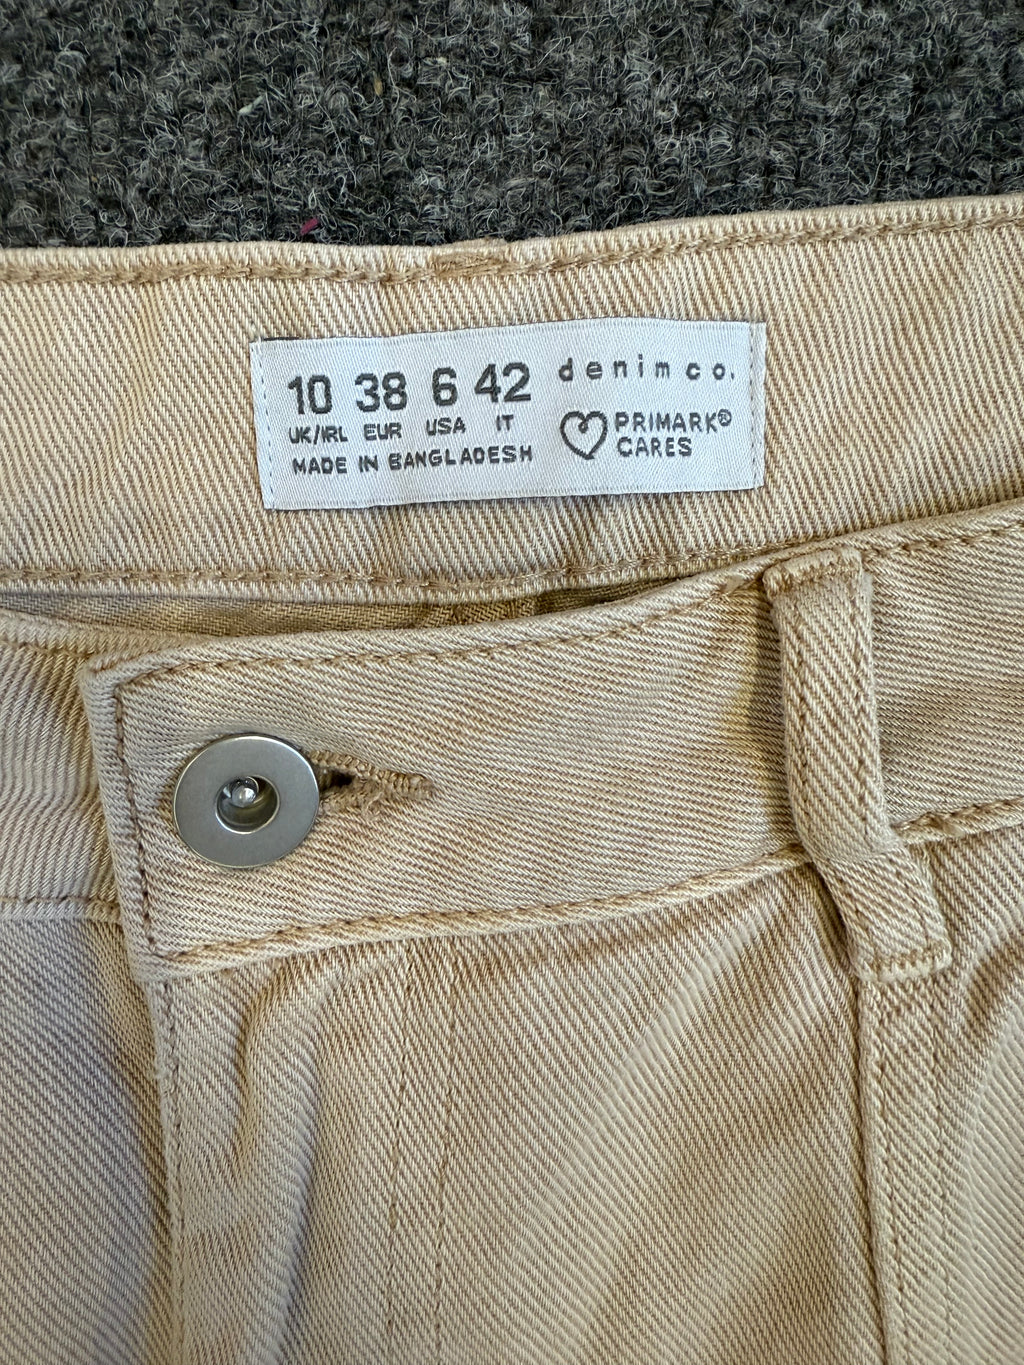 10 38 6 42
UK/IRL EUR USA IT
MADE IN BANGLADESH
denim co.
PRIMARK®
CARES